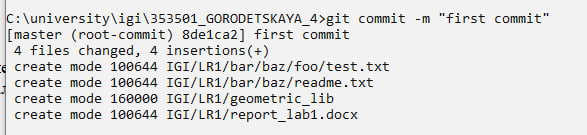 C:\university\igi\353501_GORODETSKAYA_4>git commit -m "first commit"
[master (root-commit) 8de1ca2] first commit
 4 files changed, 4 insertions(+)
 create mode 100644 IGI/LR1/bar/baz/foo/test.txt
 create mode 100644 IGI/LR1/bar/baz/readme.txt
 create mode 160000 IGI/LR1/geometric_lib
 create mode 100644 IGI/LR1/report_lab1.docx